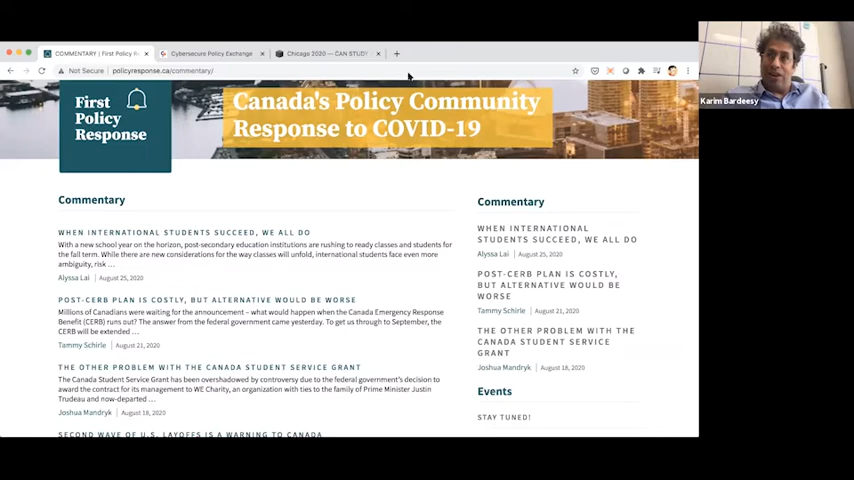 COMMENTARY | First Policy R
Cybersecure Policy Exchange
Chicago 2020 — CAN STUDY
Not Secure | policyresponse.ca/commentary/
First
Policy
Response
Canada's Policy Community
Response to COVID-19
Karim Bardeesy
Commentary
WHEN INTERNATIONAL STUDENTS SUCCEED, WE ALL DO
With a new school year on the horizon, post-secondary education institutions are rushing to ready classes and students for
the fall term. While there are new considerations for the way classes will unfold, international students face even more
ambiguity, risk ...
Alyssa Lai | August 25, 2020
POST-CERB PLAN IS COSTLY, BUT ALTERNATIVE WOULD BE WORSE
Millions of Canadians were waiting for the announcement – what would happen when the Canada Emergency Response
Benefit (CERB) runs out? The answer from the federal government came yesterday. To get us through to September, the
CERB will be extended ...
Tammy Schirle | August 21, 2020
THE OTHER PROBLEM WITH THE CANADA STUDENT SERVICE GRANT
The Canada Student Service Grant has been overshadowed by controversy due to the federal government's decision to
award the contract for its management to WE Charity, an organization with ties to the family of Prime Minister Justin
Trudeau and now-departed ...
Joshua Mandryk | August 18, 2020
SECOND WAVE OF U.S. LAYOFFS IS A WARNING TO CANADA
Commentary
WHEN INTERNATIONAL
STUDENTS SUCCEED, WE ALL DO
Alyssa Lai | August 25, 2020
POST-CERB PLAN IS COSTLY,
BUT ALTERNATIVE WOULD BE
WORSE
Tammy Schirle | August 21, 2020
THE OTHER PROBLEM WITH THE
CANADA STUDENT SERVICE
GRANT
Joshua Mandryk | August 18, 2020
Events
STAY TUNED!